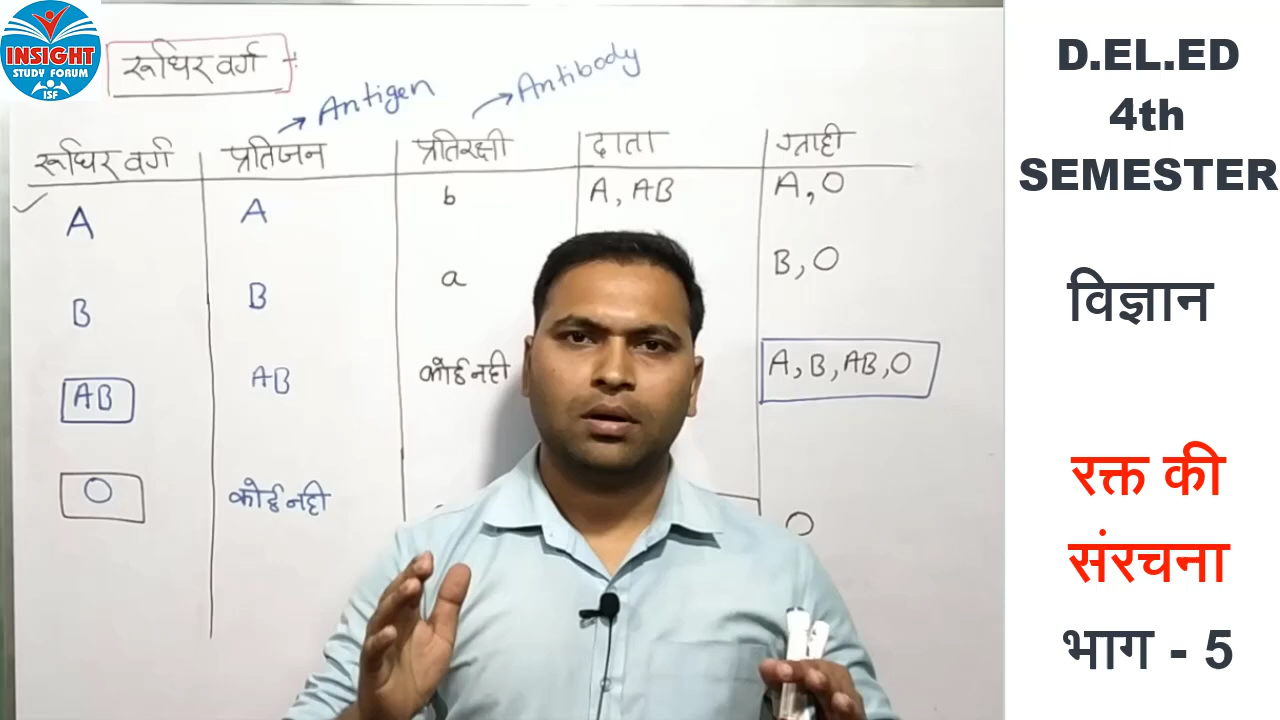 INSIGHT
STUDY FORUM
ISF
रूधिर वर्ग :-
→ Antigen
→ Antibody
रूधिर वर्ग प्रतिजन प्रतिरक्षी दाता ग्राही
✓ A A b A, AB A, O
B B a B, O
AB AB कोई नही A, B, AB, O
O कोई नही O
D.EL.ED
4th
SEMESTER
विज्ञान
रक्त की
संरचना
भाग - 5